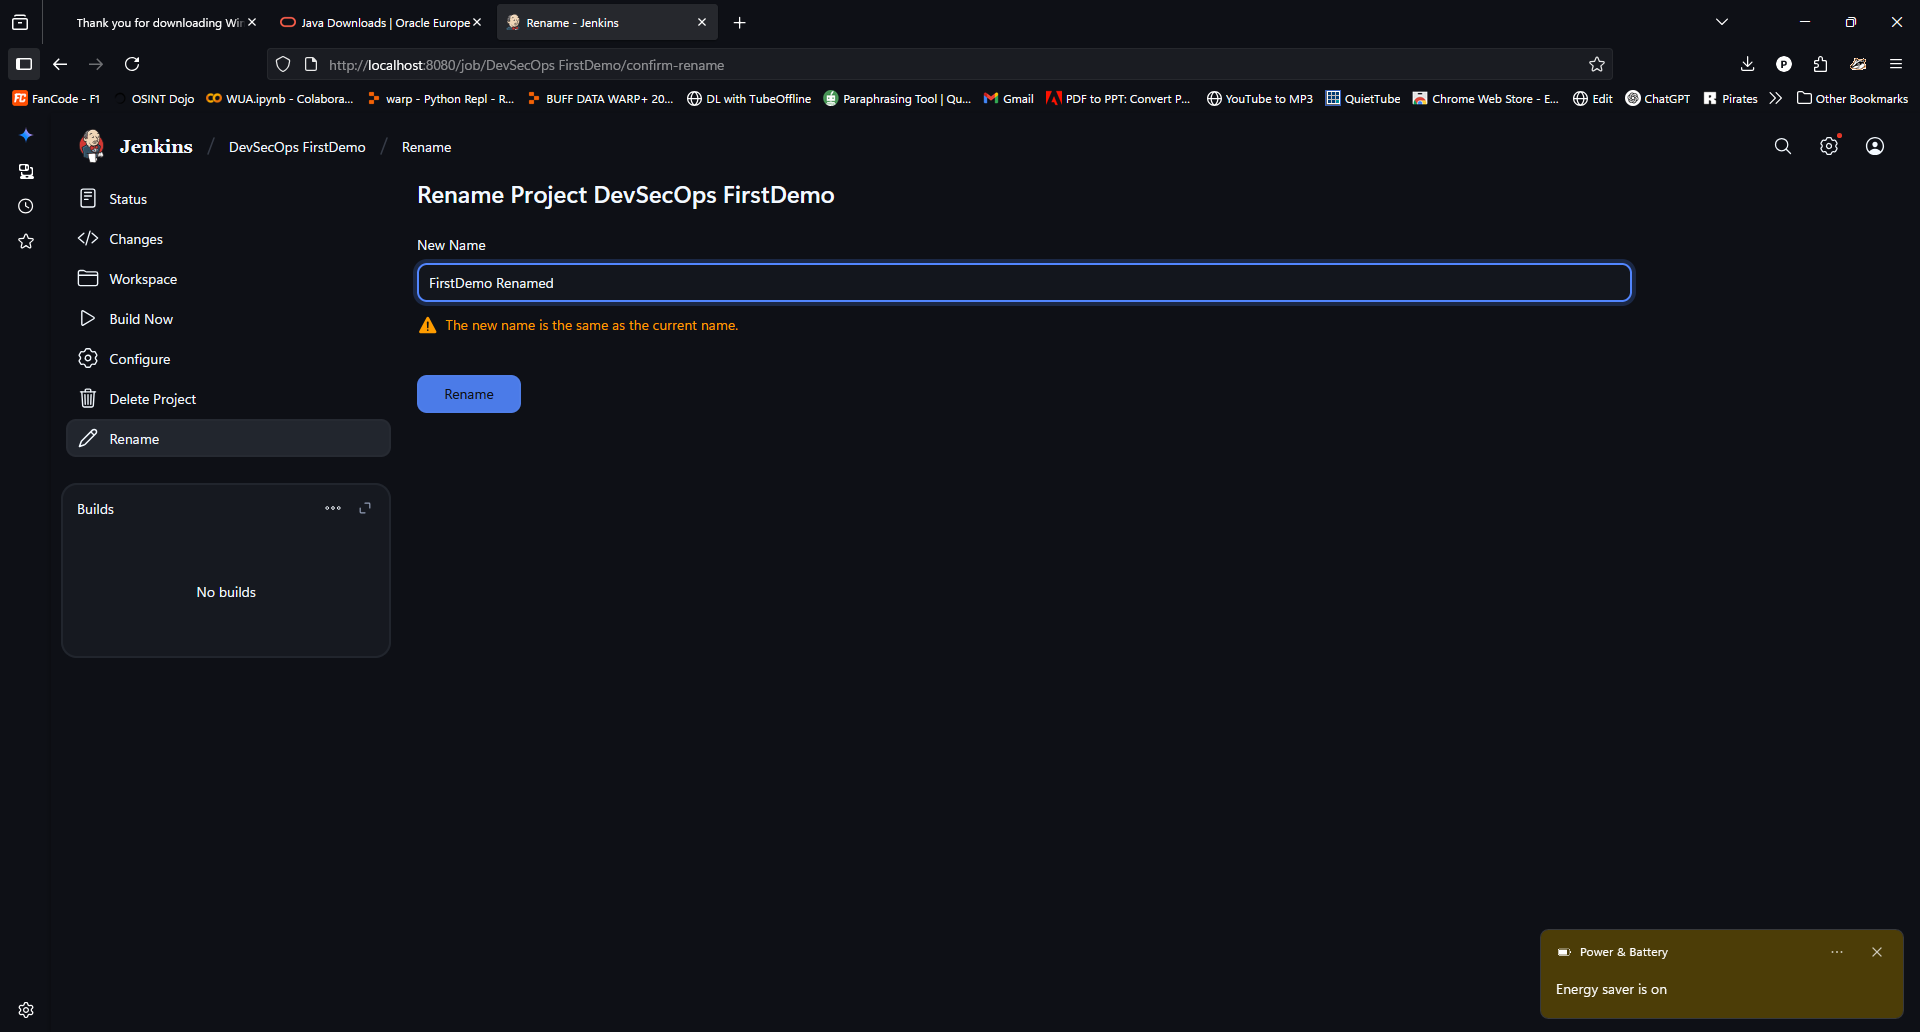 Thank you for downloading Wir
Java Downloads | Oracle Europe
Rename - Jenkins
http://localhost:8080/job/DevSecOps FirstDemo/confirm-rename
P
FanCode - F1
OSINT Dojo
WUA.ipynb - Colabora...
warp - Python Repl - R...
BUFF DATA WARP+ 20...
DL with TubeOffline
Paraphrasing Tool | Qu...
Gmail
PDF to PPT: Convert P...
YouTube to MP3
QuietTube
Chrome Web Store - E...
Edit
ChatGPT
Pirates
Other Bookmarks
Jenkins / DevSecOps FirstDemo / Rename
Status
Changes
Workspace
Build Now
Configure
Delete Project
Rename
Builds
No builds
Rename Project DevSecOps FirstDemo
New Name
FirstDemo Renamed
The new name is the same as the current name.
Rename
Power & Battery
Energy saver is on